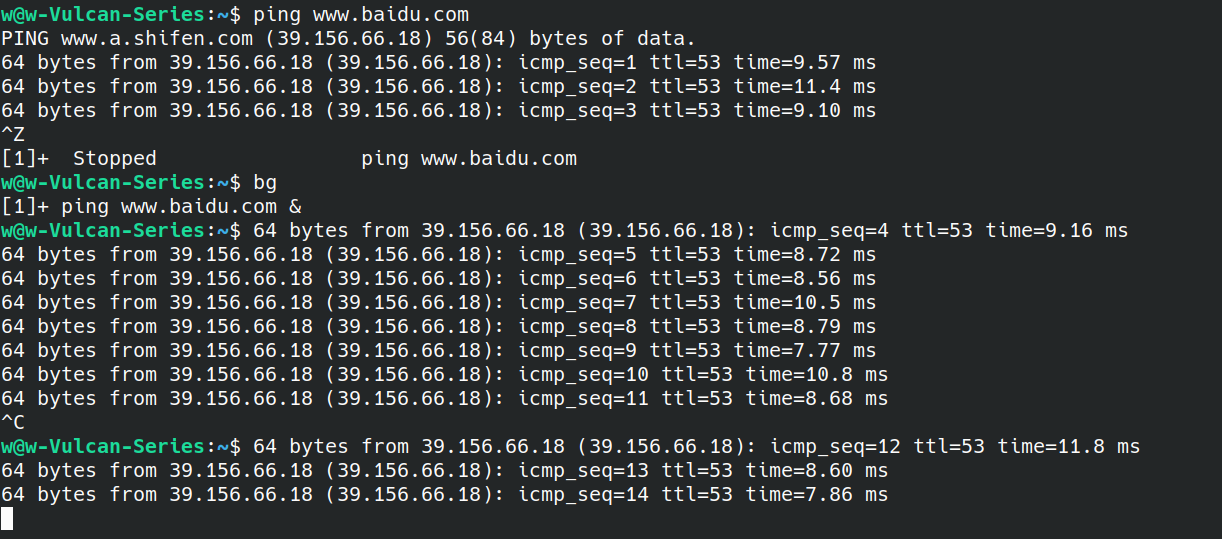 w@w-Vulcan-Series:~$ ping www.baidu.com
PING www.a.shifen.com (39.156.66.18) 56(84) bytes of data.
64 bytes from 39.156.66.18 (39.156.66.18): icmp_seq=1 ttl=53 time=9.57 ms
64 bytes from 39.156.66.18 (39.156.66.18): icmp_seq=2 ttl=53 time=11.4 ms
64 bytes from 39.156.66.18 (39.156.66.18): icmp_seq=3 ttl=53 time=9.10 ms
^Z
[1]+  Stopped                 ping www.baidu.com
w@w-Vulcan-Series:~$ bg
[1]+ ping www.baidu.com &
w@w-Vulcan-Series:~$ 64 bytes from 39.156.66.18 (39.156.66.18): icmp_seq=4 ttl=53 time=9.16 ms
64 bytes from 39.156.66.18 (39.156.66.18): icmp_seq=5 ttl=53 time=8.72 ms
64 bytes from 39.156.66.18 (39.156.66.18): icmp_seq=6 ttl=53 time=8.56 ms
64 bytes from 39.156.66.18 (39.156.66.18): icmp_seq=7 ttl=53 time=10.5 ms
64 bytes from 39.156.66.18 (39.156.66.18): icmp_seq=8 ttl=53 time=8.79 ms
64 bytes from 39.156.66.18 (39.156.66.18): icmp_seq=9 ttl=53 time=7.77 ms
64 bytes from 39.156.66.18 (39.156.66.18): icmp_seq=10 ttl=53 time=10.8 ms
64 bytes from 39.156.66.18 (39.156.66.18): icmp_seq=11 ttl=53 time=8.68 ms
^C
w@w-Vulcan-Series:~$ 64 bytes from 39.156.66.18 (39.156.66.18): icmp_seq=12 ttl=53 time=11.8 ms
64 bytes from 39.156.66.18 (39.156.66.18): icmp_seq=13 ttl=53 time=8.60 ms
64 bytes from 39.156.66.18 (39.156.66.18): icmp_seq=14 ttl=53 time=7.86 ms